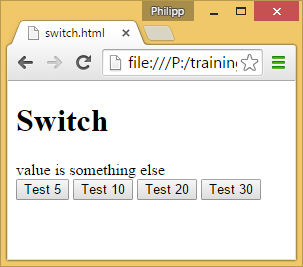 Philipp
switch.html
file:///P:/training
Switch
value is something else
Test 5 Test 10 Test 20 Test 30